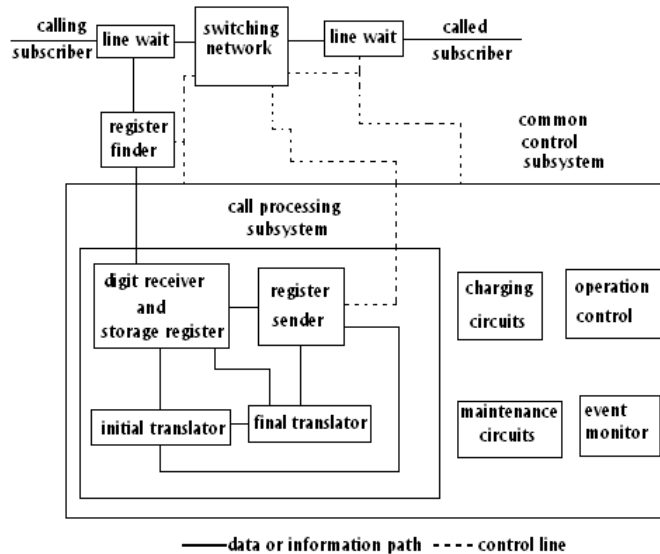 calling
subscriber
line wait
switching
network
line wait
called
subscriber
register
finder
common
control
subsystem
call processing
subsystem
digit receiver
and
storage register
register
sender
charging
circuits
operation
control
initial translator
final translator
maintenance
circuits
event
monitor
data or information path
control line